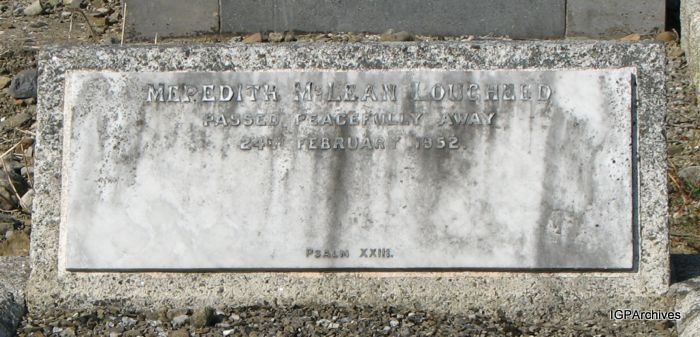 MEREDITH McLEAN LOUGHEED
PASSED PEACEFULLY AWAY
24TH FEBRUARY 1952.
PSALM XXIII.
IGPArchives